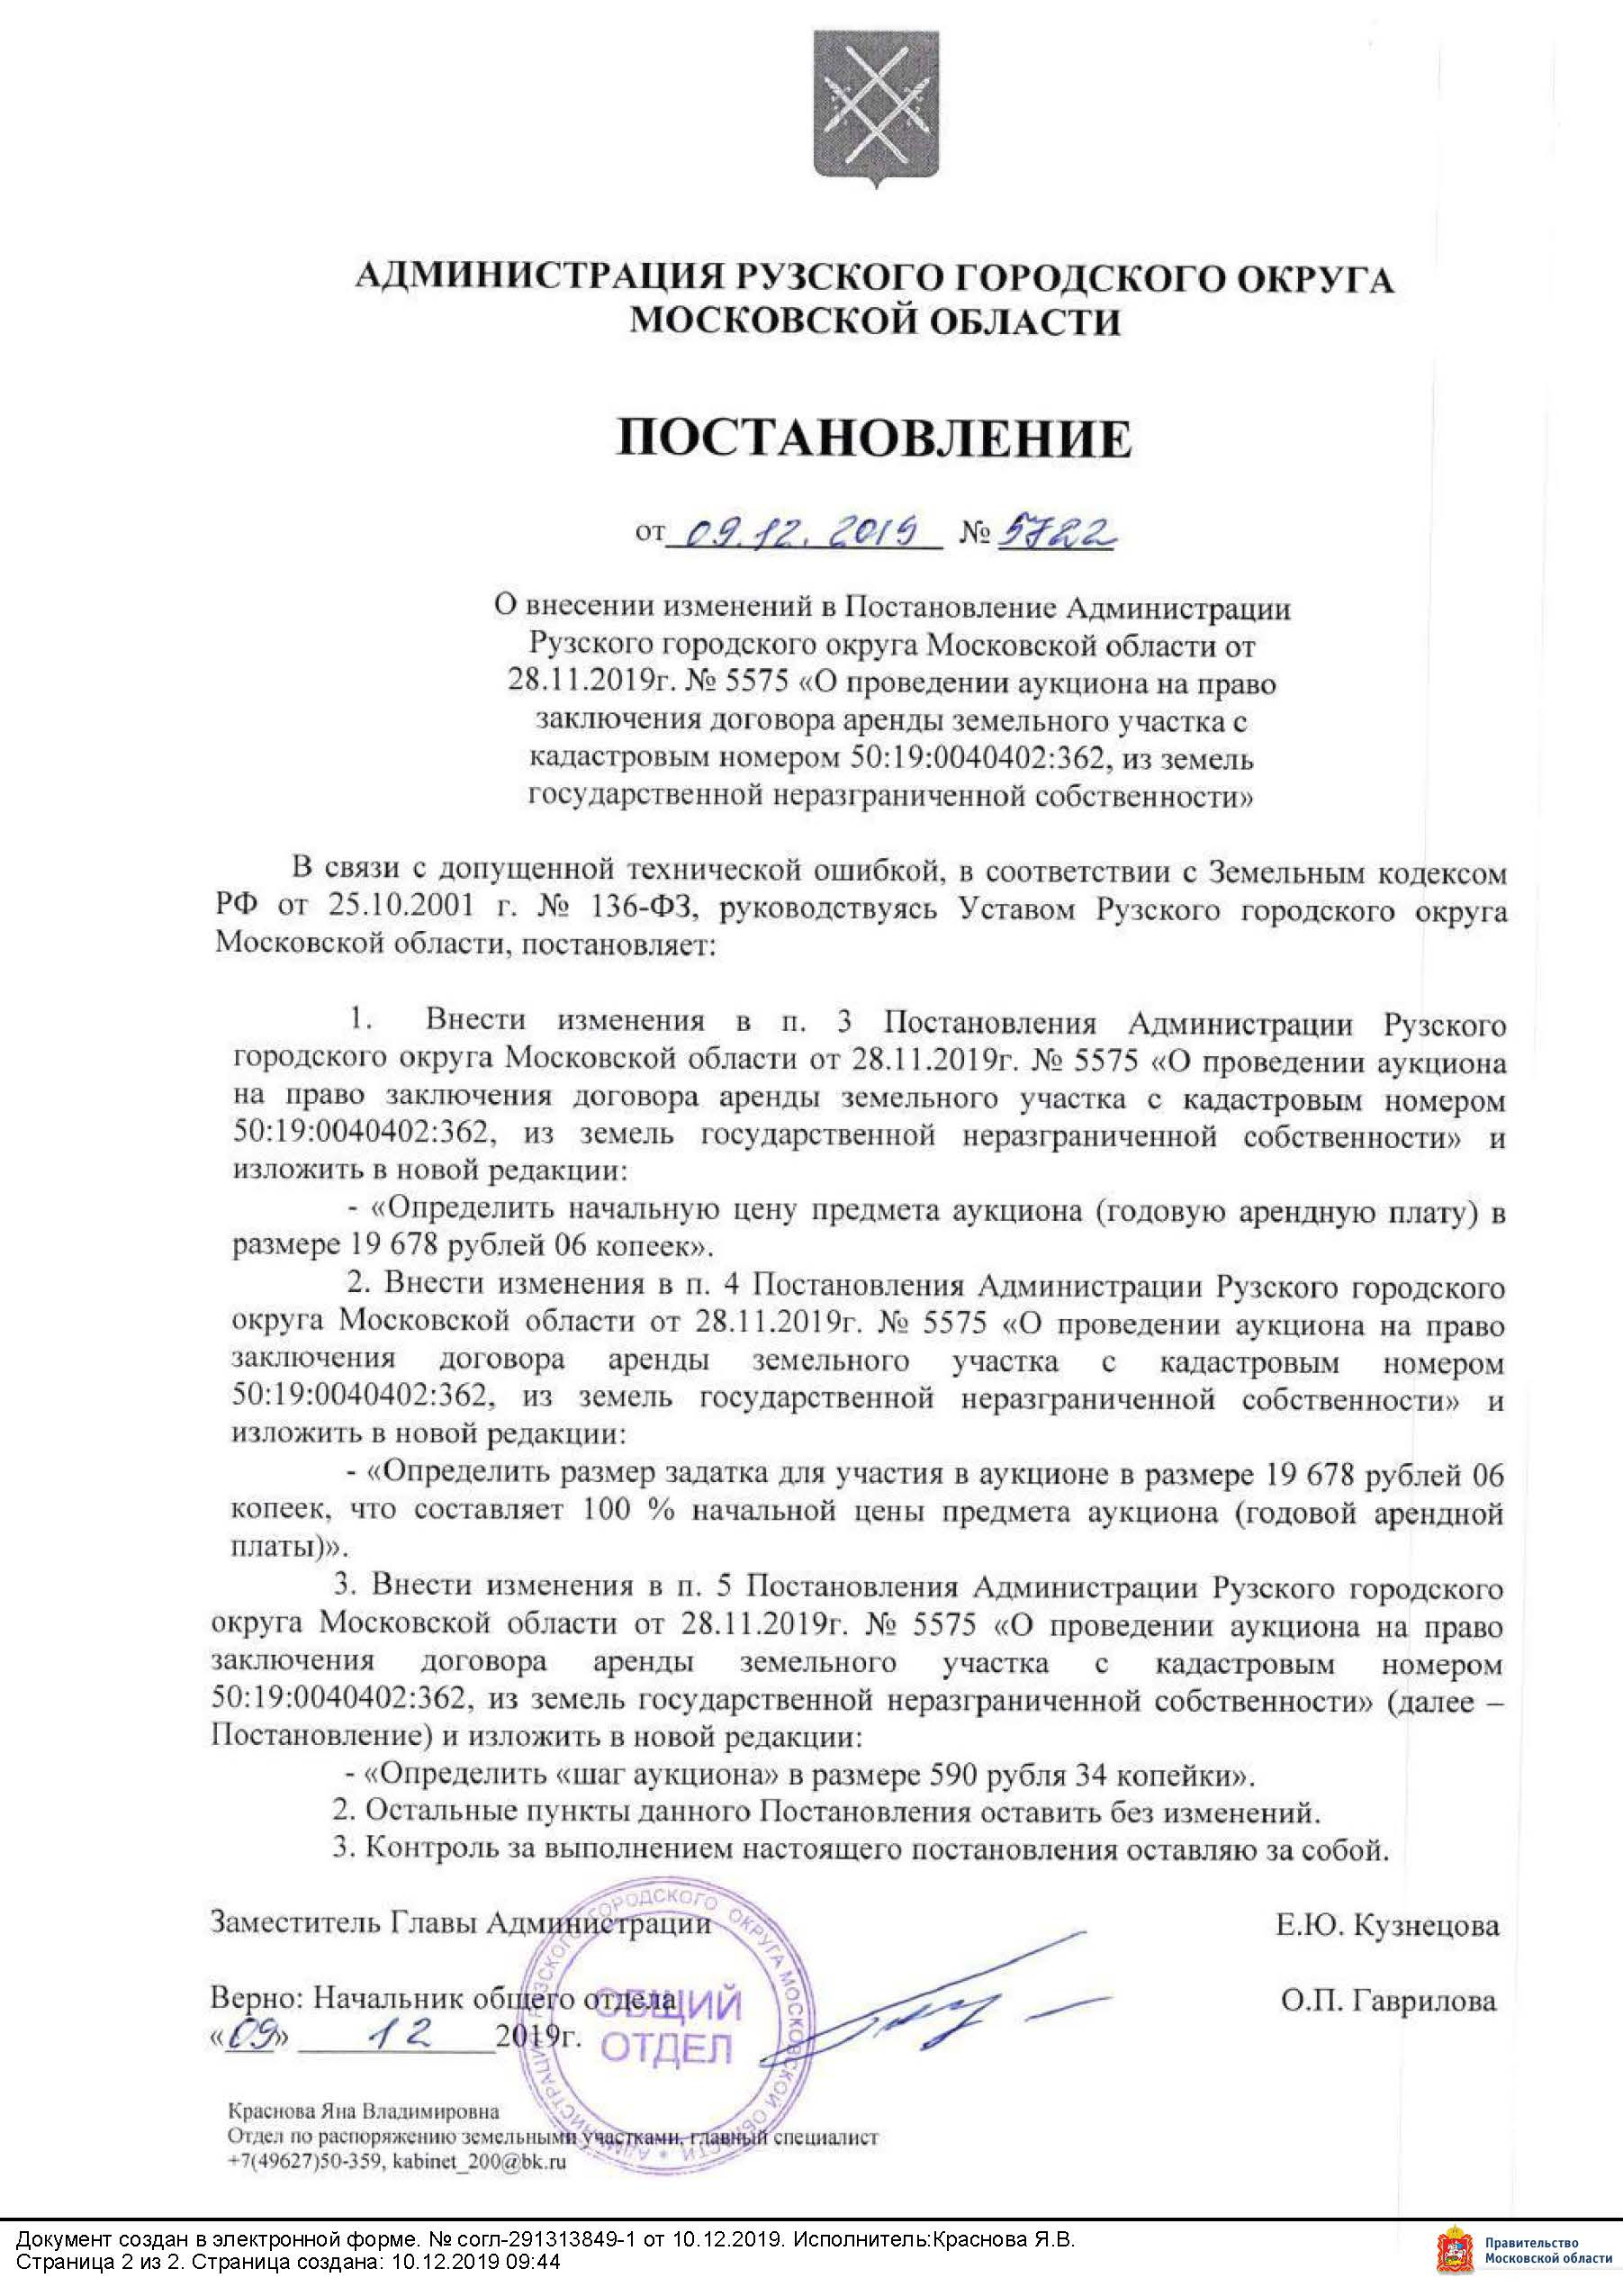 АДМИНИСТРАЦИЯ РУЗСКОГО ГОРОДСКОГО ОКРУГА
МОСКОВСКОЙ ОБЛАСТИ
ПОСТАНОВЛЕНИЕ
от 09.12.2019 № 5722
О внесении изменений в Постановление Администрации
Рузского городского округа Московской области от
28.11.2019г. № 5575 «О проведении аукциона на право
заключения договора аренды земельного участка с
кадастровым номером 50:19:0040402:362, из земель
государственной неразграниченной собственности»
В связи с допущенной технической ошибкой, в соответствии с Земельным кодексом
РФ от 25.10.2001 г. № 136-ФЗ, руководствуясь Уставом Рузского городского округа
Московской области, постановляет:
1. Внести изменения в п. 3 Постановления Администрации Рузского
городского округа Московской области от 28.11.2019г. № 5575 «О проведении аукциона
на право заключения договора аренды земельного участка с кадастровым номером
50:19:0040402:362, из земель государственной неразграниченной собственности» и
изложить в новой редакции:
- «Определить начальную цену предмета аукциона (годовую арендную плату) в
размере 19 678 рублей 06 копеек».
2. Внести изменения в п. 4 Постановления Администрации Рузского городского
округа Московской области от 28.11.2019г. № 5575 «О проведении аукциона на право
заключения договора аренды земельного участка с кадастровым номером
50:19:0040402:362, из земель государственной неразграниченной собственности» и
изложить в новой редакции:
- «Определить размер задатка для участия в аукционе в размере 19 678 рублей 06
копеек, что составляет 100 % начальной цены предмета аукциона (годовой арендной
платы)».
3. Внести изменения в п. 5 Постановления Администрации Рузского городского
округа Московской области от 28.11.2019г. № 5575 «О проведении аукциона на право
заключения договора аренды земельного участка с кадастровым номером
50:19:0040402:362, из земель государственной неразграниченной собственности» (далее –
Постановление) и изложить в новой редакции:
- «Определить «шаг аукциона» в размере 590 рубля 34 копейки».
2. Остальные пункты данного Постановления оставить без изменений.
3. Контроль за выполнением настоящего постановления оставляю за собой.
Заместитель Главы Администрации Е.Ю. Кузнецова
Верно: Начальник общего отдела О.П. Гаврилова
«09» 12 2019г.
АДМИНИСТРАЦИЯ РУЗСКОГО ГОРОДСКОГО ОКРУГА МОСКОВСКОЙ ОБЛАСТИ *
ОБЩИЙ
ОТДЕЛ
Краснова Яна Владимировна
Отдел по распоряжению земельными участками, главный специалист
+7(49627)50-359, kabinet_200@bk.ru
Документ создан в электронной форме. № согл-291313849-1 от 10.12.2019. Исполнитель:Краснова Я.В.
Страница 2 из 2. Страница создана: 10.12.2019 09:44
Правительство
Московской области